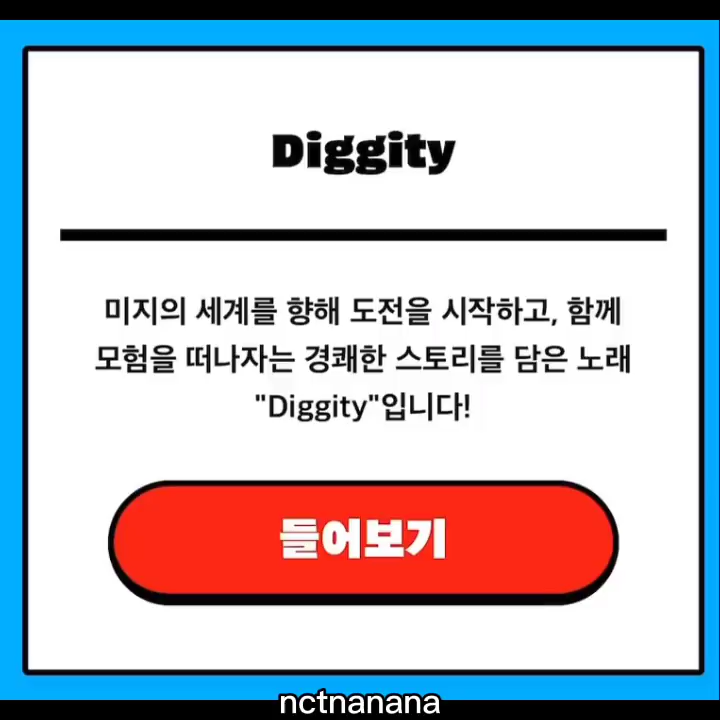 Diggity
미지의 세계를 향해 도전을 시작하고, 함께
모험을 떠나자는 경쾌한 스토리를 담은 노래
"Diggity"입니다!
들어보기
nctnanana